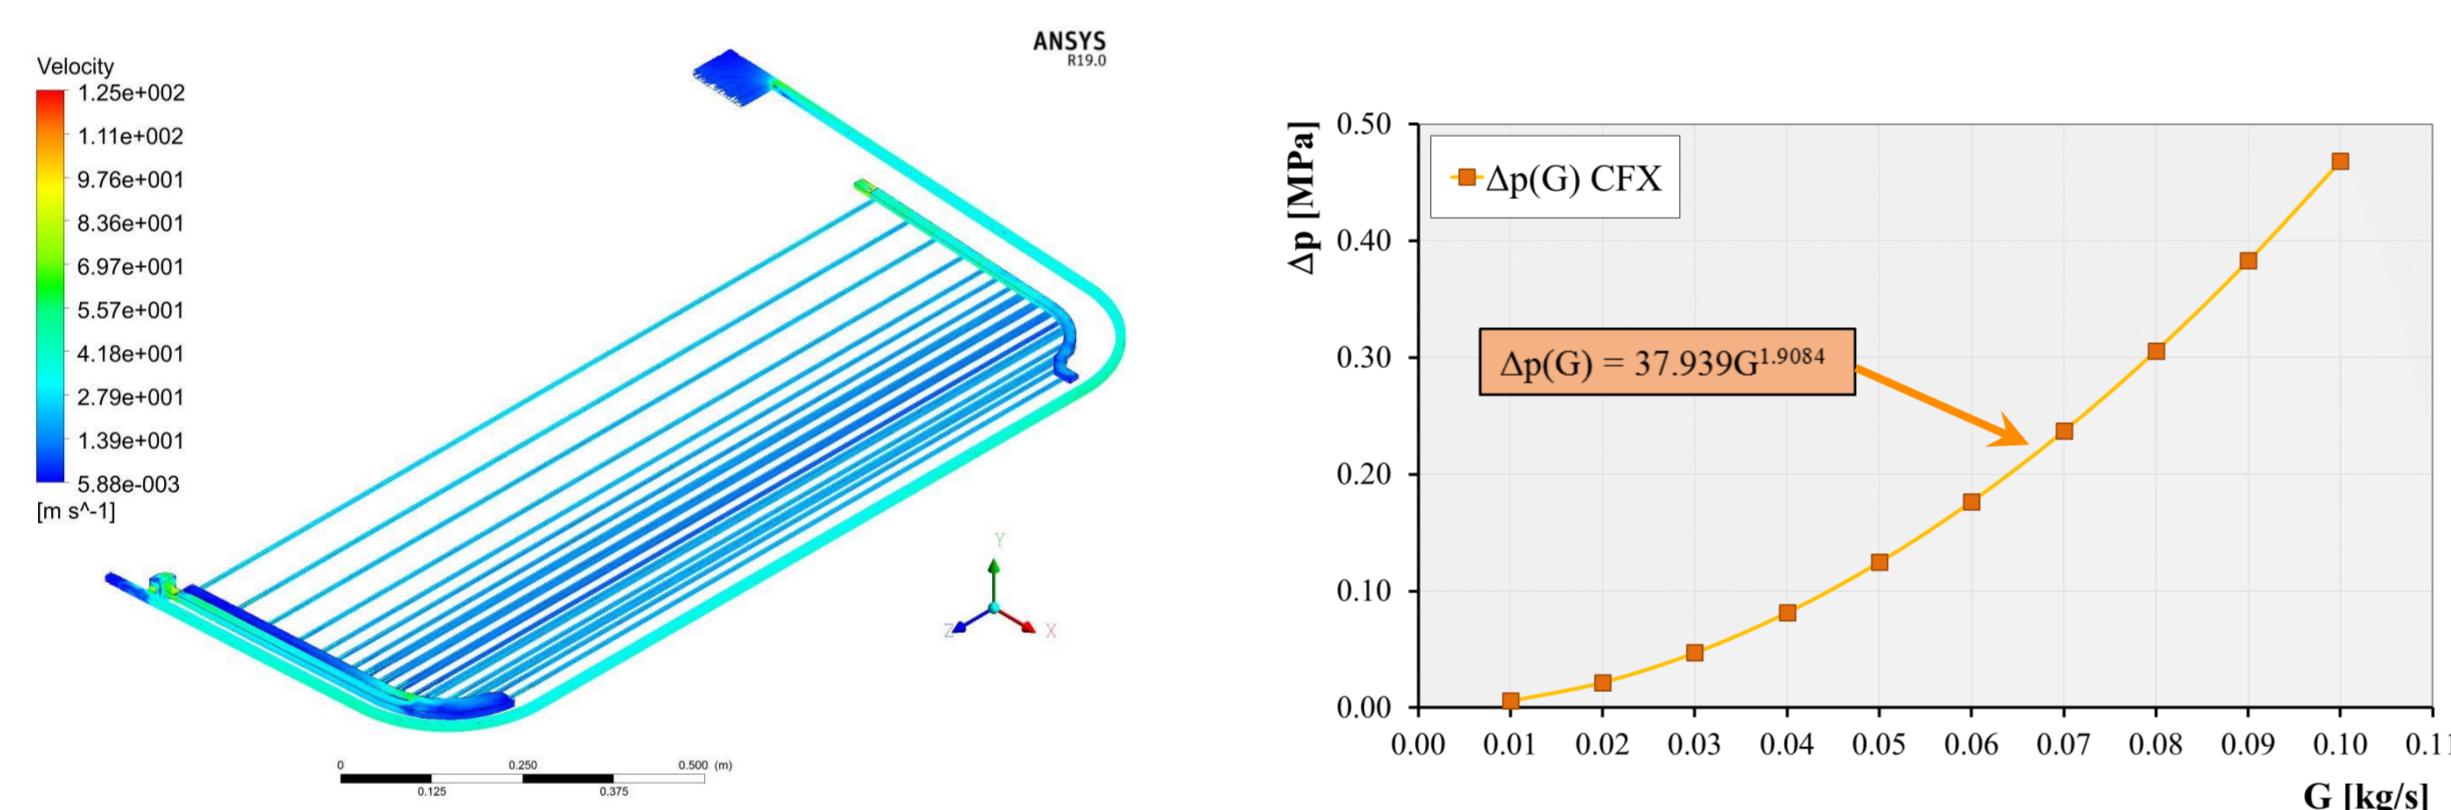 ANSYS
R19.0
Velocity
1.25e+002
1.11e+002
9.76e+001
8.36e+001
6.97e+001
5.57e+001
4.18e+001
2.79e+001
1.39e+001
5.88e-003
[m s^-1]
Y
Z
X
0 0.250 0.500 (m)
0.125 0.375
Δp [MPa]
0.50
0.40
0.30
0.20
0.10
0.00
Δp(G) CFX
Δp(G) = 37.939G^1.9084
0.00 0.01 0.02 0.03 0.04 0.05 0.06 0.07 0.08 0.09 0.10 0.11
G [kg/s]